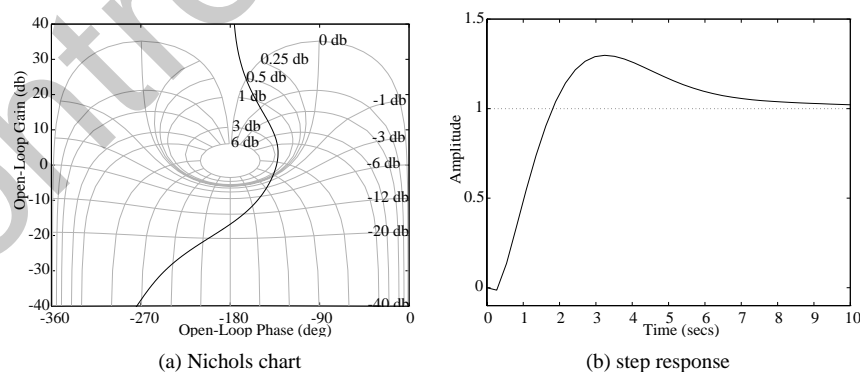 40
30
20
10
0
-10
-20
-30
-40
Open-Loop Gain (db)
0 db
0.25 db
0.5 db
1 db
3 db
6 db
-1 db
-3 db
-6 db
-12 db
-20 db
-40 db
-360
-270
-180
-90
0
Open-Loop Phase (deg)
(a) Nichols chart
1.5
1
0.5
0
Amplitude
0 1 2 3 4 5 6 7 8 9 10
Time (secs)
(b) step response
ontr